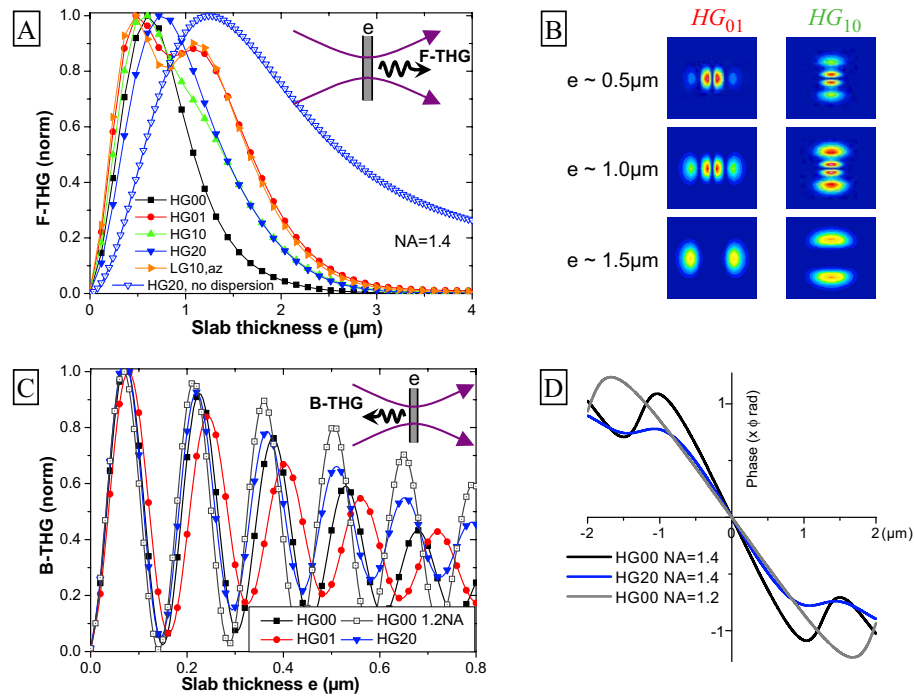 A
F-THG (norm)
1.0
0.8
0.6
0.4
0.2
0.0
e
F-THG
HG00
HG01
HG10
HG20
LG10,az
HG20, no dispersion
NA=1.4
0 1 2 3 4
Slab thickness e (µm)
B
HG01 HG10
e ~ 0.5µm
e ~ 1.0µm
e ~ 1.5µm
C
B-THG (norm)
1.0
0.8
0.6
0.4
0.2
0.0
e
B-THG
HG00 HG00 1.2NA
HG01 HG20
0.0 0.2 0.4 0.6 0.8
Slab thickness e (µm)
D
Phase (x ϕ rad)
1
-2 -1 0 1 2 (µm)
-1
HG00 NA=1.4
HG20 NA=1.4
HG00 NA=1.2